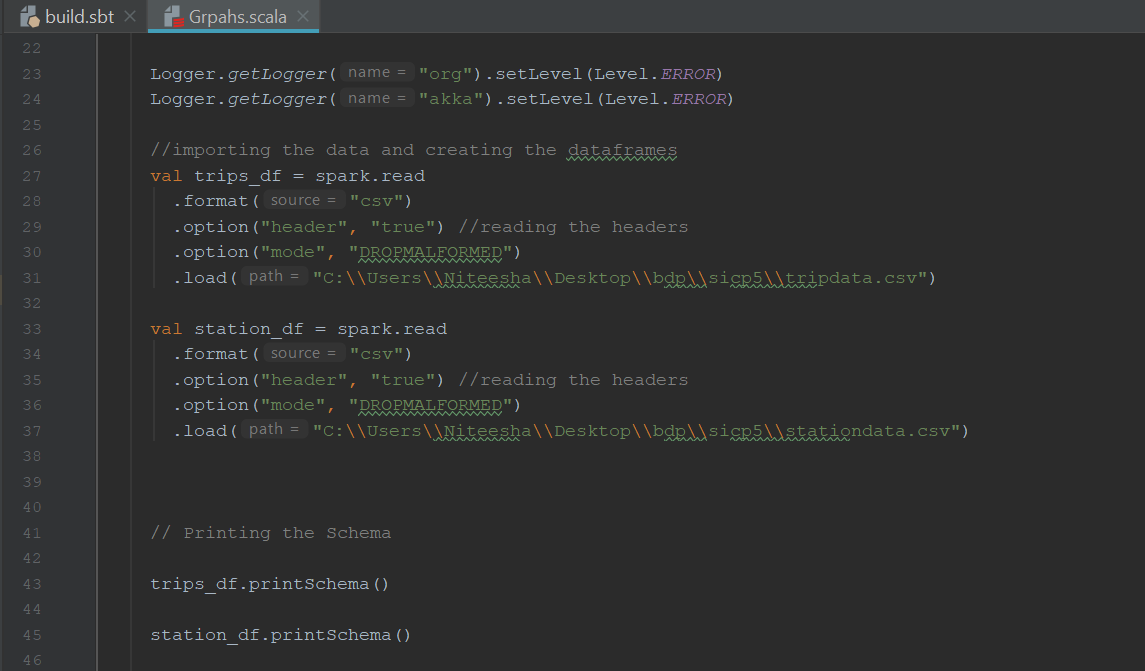 build.sbt
Grpahs.scala
22
23 Logger.getLogger( name = "org").setLevel(Level.ERROR)
24 Logger.getLogger( name = "akka").setLevel(Level.ERROR)
25
26 //importing the data and creating the dataframes
27 val trips_df = spark.read
28 .format( source = "csv")
29 .option("header", "true") //reading the headers
30 .option("mode", "DROPMALFORMED")
31 .load( path = "C:\\Users\\Niteesha\\Desktop\\bdp\\sicp5\\tripdata.csv")
32
33 val station_df = spark.read
34 .format( source = "csv")
35 .option("header", "true") //reading the headers
36 .option("mode", "DROPMALFORMED")
37 .load( path = "C:\\Users\\Niteesha\\Desktop\\bdp\\sicp5\\stationdata.csv")
38
39
40
41 // Printing the Schema
42
43 trips_df.printSchema()
44
45 station_df.printSchema()
46